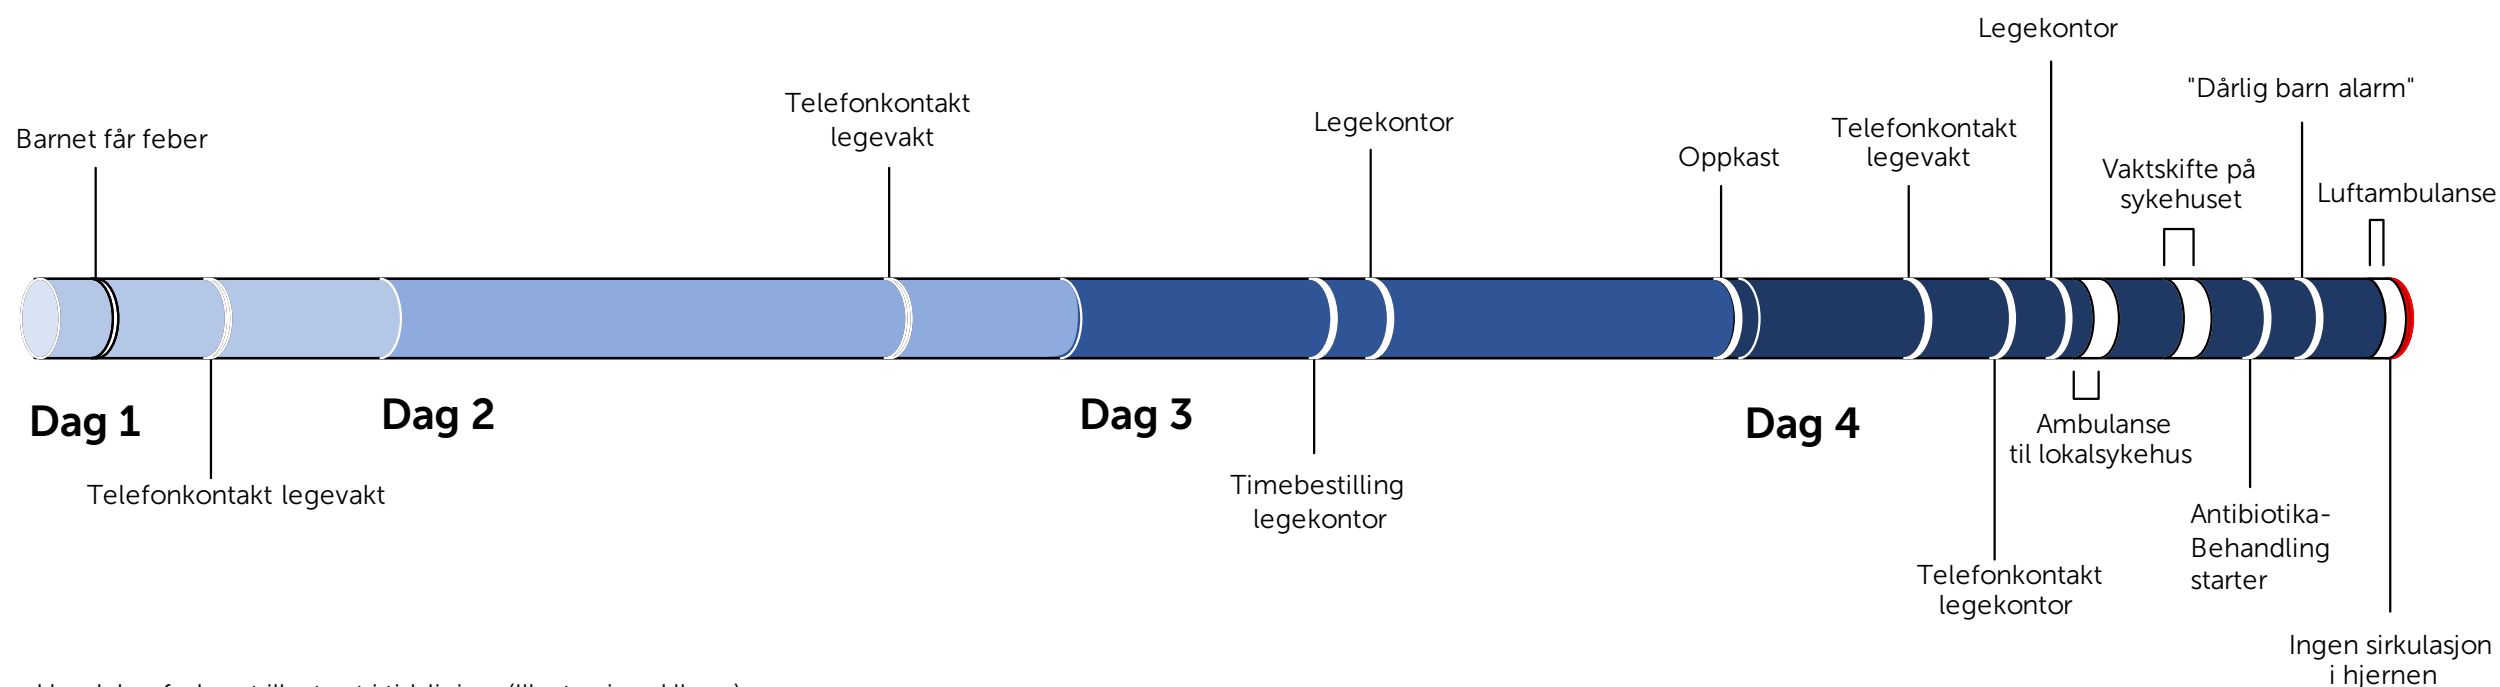 Legekontor
"Dårlig barn alarm"
Telefonkontakt
legevakt
Legekontor
Telefonkontakt
legevakt
Barnet får feber
Oppkast
Vaktskifte på
sykehuset
Luftambulanse
Dag 1
Dag 2
Dag 3
Dag 4
Ambulanse
til lokalsykehus
Telefonkontakt legevakt
Timebestilling
legekontor
Antibiotika-
Behandling
starter
Telefonkontakt
legekontor
Ingen sirkulasjon
i hjernen